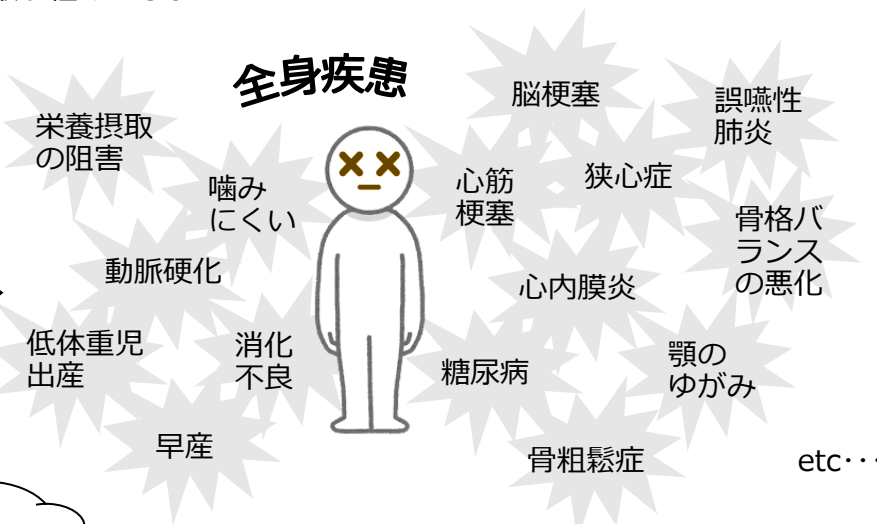 全身疾患
栄養摂取
の阻害
噛み
にくい
動脈硬化
低体重児
出産
消化
不良
早産
脳梗塞
誤嚥性
肺炎
心筋
梗塞
狭心症
骨格バ
ランス
の悪化
心内膜炎
糖尿病
顎の
ゆがみ
骨粗鬆症
etc・・・